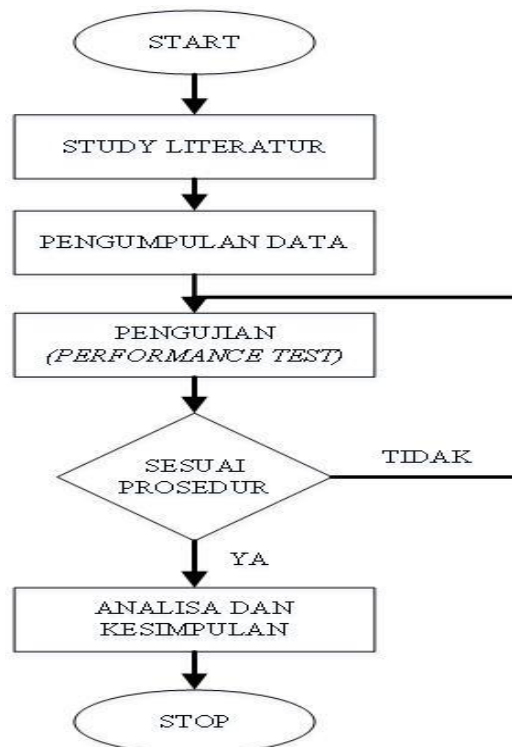 START
STUDY LITERATUR
PENGUMPULAN DATA
PENGUJIAN
(PERFORMANCE TEST)
SESUAI
PROSEDUR
TIDAK
YA
ANALISA DAN
KESIMPULAN
STOP